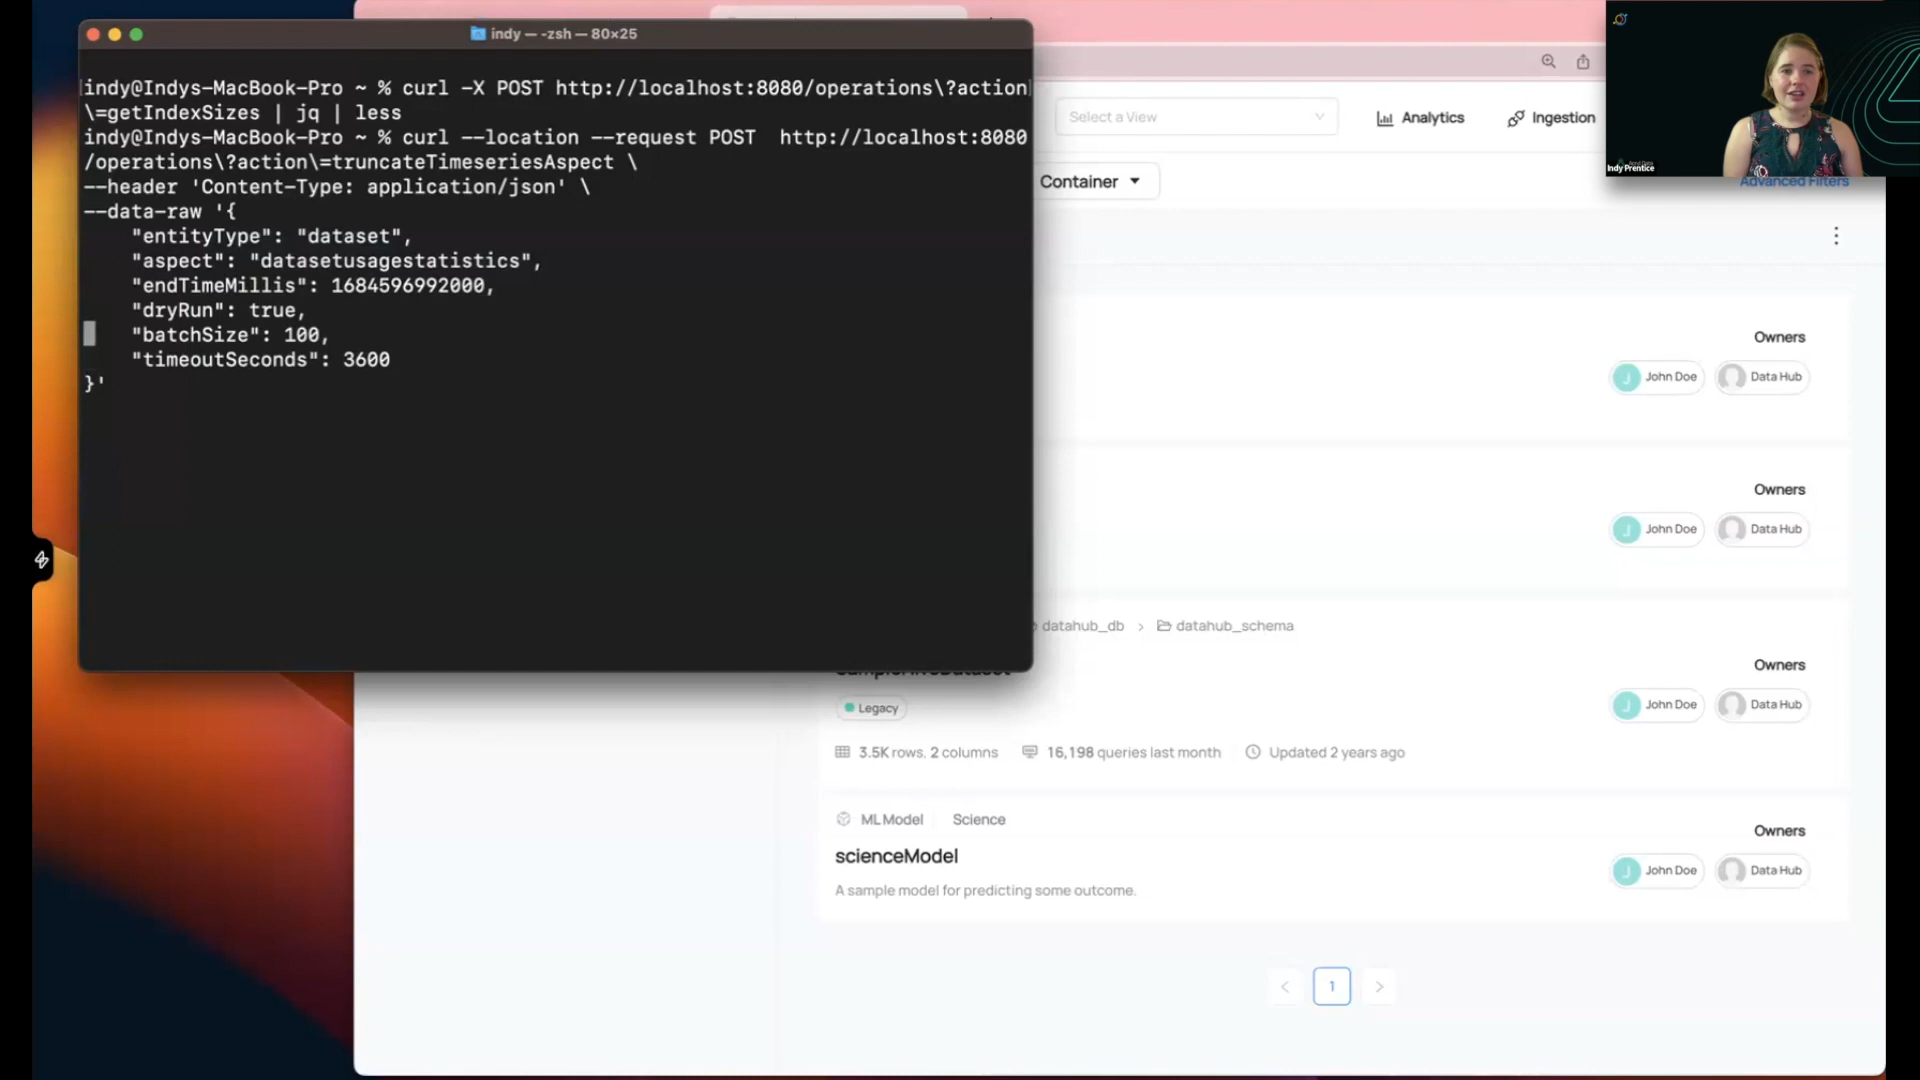 indy — -zsh — 80×25
indy@Indys-MacBook-Pro ~ % curl -X POST http://localhost:8080/operations\?action
\=getIndexSizes | jq | less
indy@Indys-MacBook-Pro ~ % curl --location --request POST  http://localhost:8080
/operations\?action\=truncateTimeseriesAspect \
--header 'Content-Type: application/json' \
--data-raw '{
    "entityType": "dataset",
    "aspect": "datasetusagestatistics",
    "endTimeMillis": 1684596992000,
    "dryRun": true,
    "batchSize": 100,
    "timeoutSeconds": 3600
}'
Select a View
Analytics
Ingestion
Indy Prentice
Container
Advanced Filters
Owners
John Doe
Data Hub
Owners
John Doe
Data Hub
datahub_db > datahub_schema
Owners
J John Doe
Data Hub
Legacy
3.5K rows, 2 columns
16,198 queries last month
Updated 2 years ago
ML Model
Science
scienceModel
A sample model for predicting some outcome.
Owners
John Doe
Data Hub
< 1 >